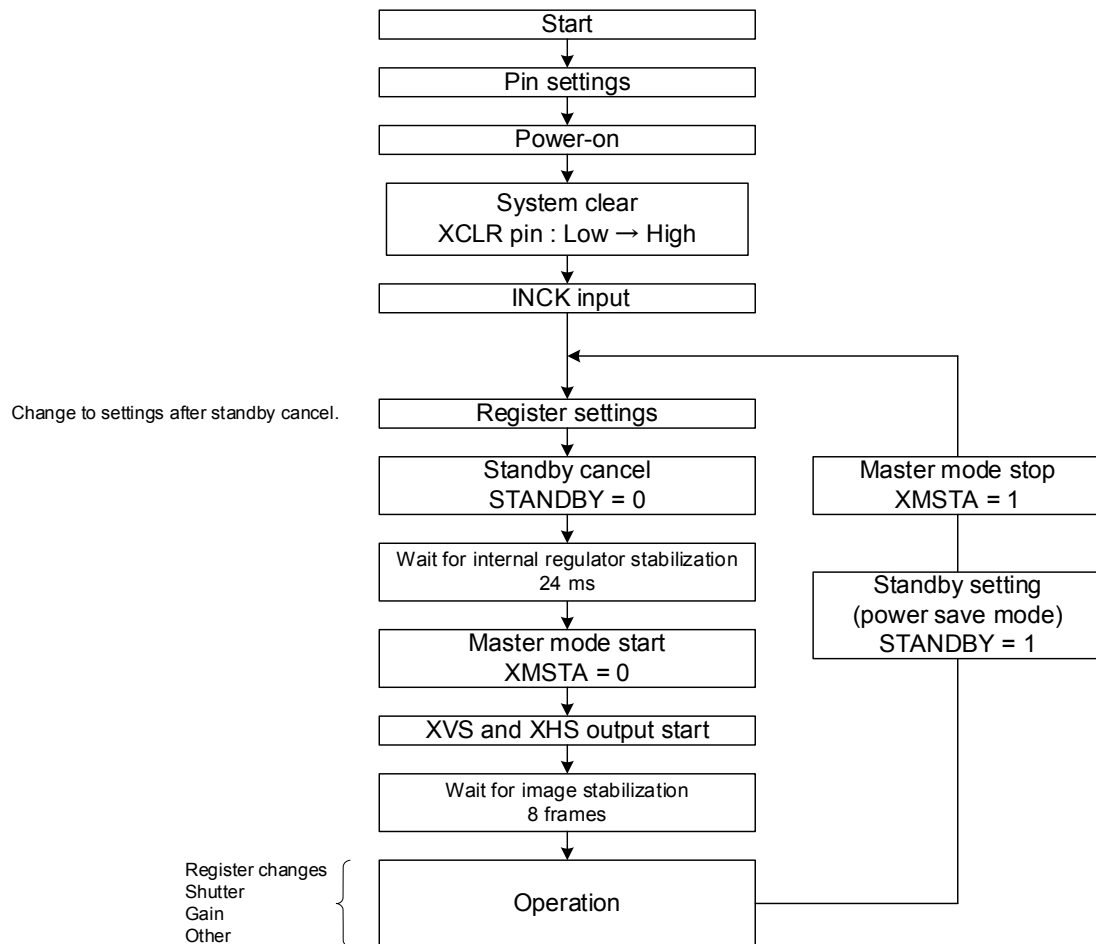 Start
Pin settings
Power-on
System clear
XCLR pin : Low → High
INCK input
Change to settings after standby cancel.
Register settings
Standby cancel
STANDBY = 0
Wait for internal regulator stabilization
24 ms
Master mode start
XMSTA = 0
XVS and XHS output start
Wait for image stabilization
8 frames
Register changes
Shutter
Gain
Other
Operation
Master mode stop
XMSTA = 1
Standby setting
(power save mode)
STANDBY = 1